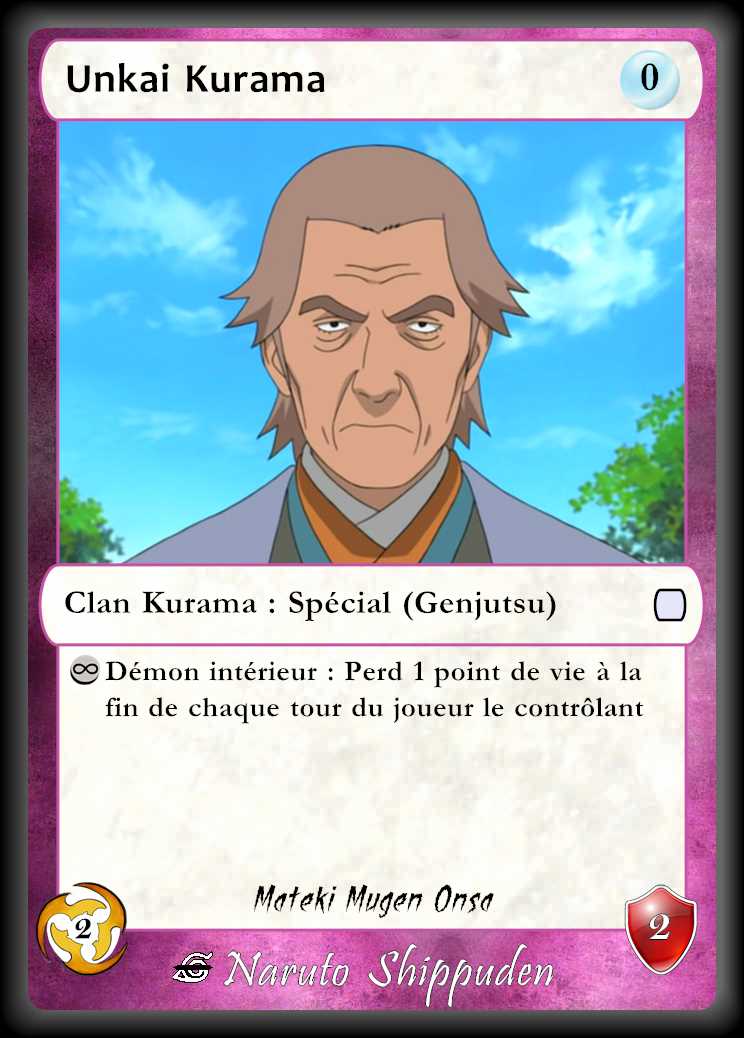 Unkai Kurama
0
Clan Kurama : Spécial (Genjutsu)
Démon intérieur : Perd 1 point de vie à la
fin de chaque tour du joueur le contrôlant
Mateki Mugen Onsa
2
2
Naruto Shippuden